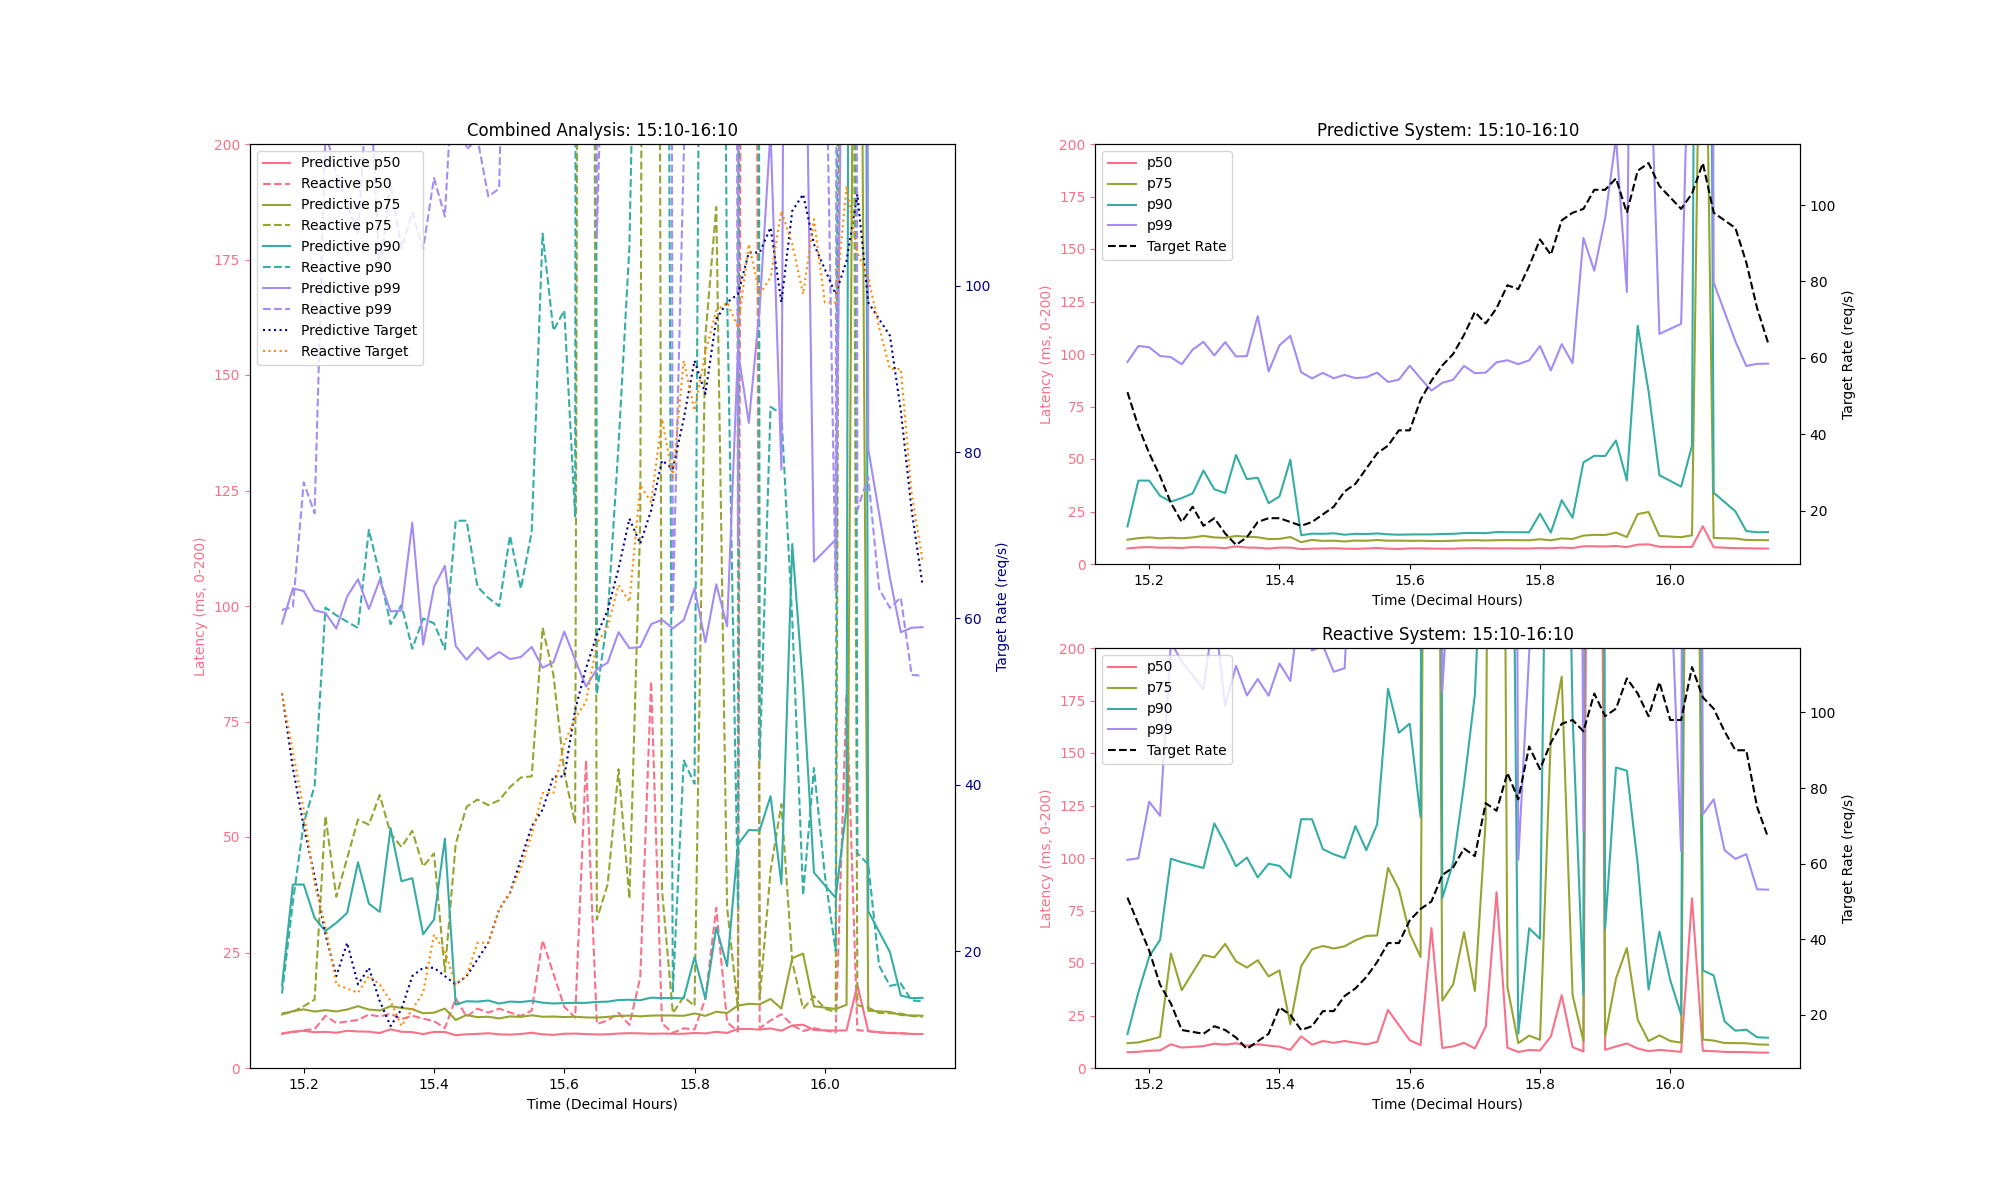 Combined Analysis: 15:10-16:10
200
175
150
125
100
75
50
25
0
Latency (ms, 0-200)
Predictive p50
Reactive p50
Predictive p75
Reactive p75
Predictive p90
Reactive p90
Predictive p99
Reactive p99
Predictive Target
Reactive Target
100
80
60
40
20
Target Rate (req/s)
15.2 15.4 15.6 15.8 16.0
Time (Decimal Hours)
Predictive System: 15:10-16:10
200
175
150
125
100
75
50
25
0
Latency (ms, 0-200)
p50
p75
p90
p99
Target Rate
100
80
60
40
20
Target Rate (req/s)
15.2 15.4 15.6 15.8 16.0
Time (Decimal Hours)
Reactive System: 15:10-16:10
200
175
150
125
100
75
50
25
0
Latency (ms, 0-200)
p50
p75
p90
p99
Target Rate
100
80
60
40
20
Target Rate (req/s)
15.2 15.4 15.6 15.8 16.0
Time (Decimal Hours)